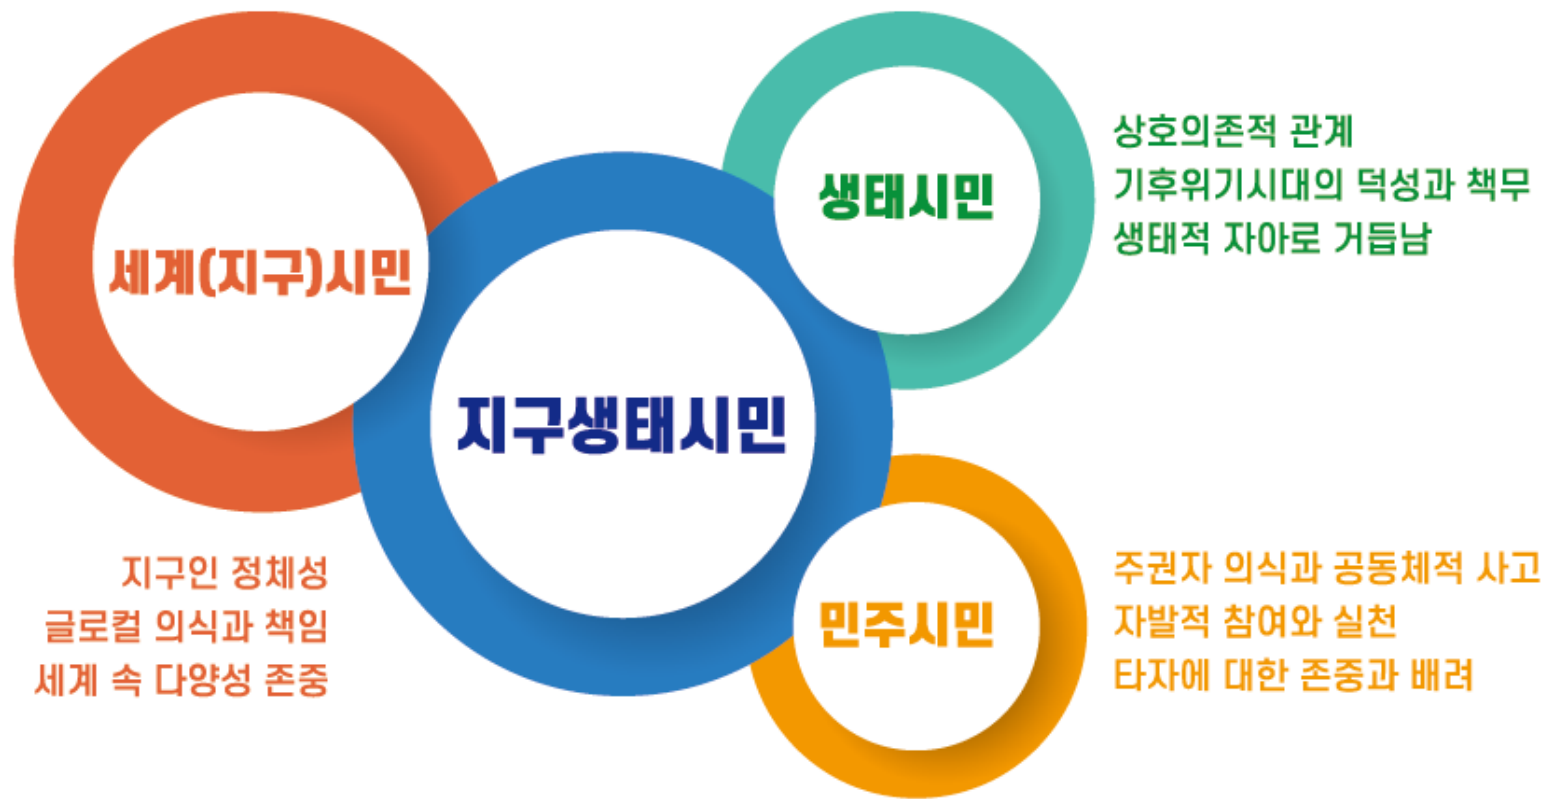 세계(지구)시민
지구인 정체성
글로컬 의식과 책임
세계 속 다양성 존중
지구생태시민
생태시민
상호의존적 관계
기후위기시대의 덕성과 책무
생태적 자아로 거듭남
민주시민
주권자 의식과 공동체적 사고
자발적 참여와 실천
타자에 대한 존중과 배려